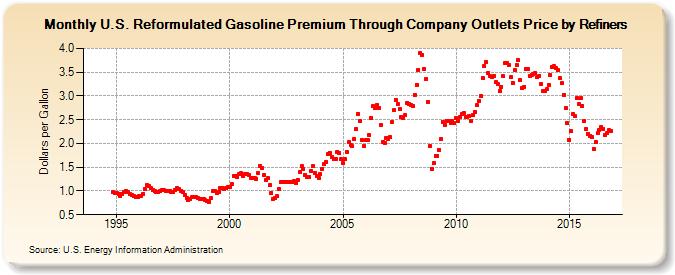 Monthly U.S. Reformulated Gasoline Premium Through Company Outlets Price by Refiners
Dollars per Gallon
4.0
3.5
3.0
2.5
2.0
1.5
1.0
0.5
1995 2000 2005 2010 2015
Source: U.S. Energy Information Administration